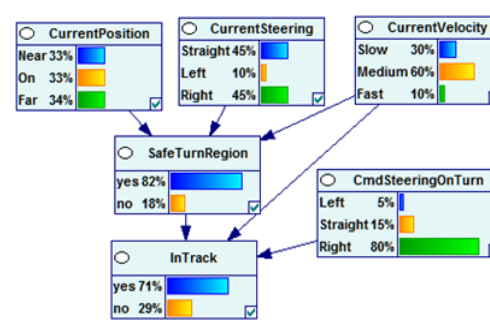 CurrentPosition
Near 33%
On 33%
Far 34%
CurrentSteering
Straight 45%
Left 10%
Right 45%
CurrentVelocity
Slow 30%
Medium 60%
Fast 10%
SafeTurnRegion
yes 82%
no 18%
CmdSteeringOnTurn
Left 5%
Straight 15%
Right 80%
InTrack
yes 71%
no 29%